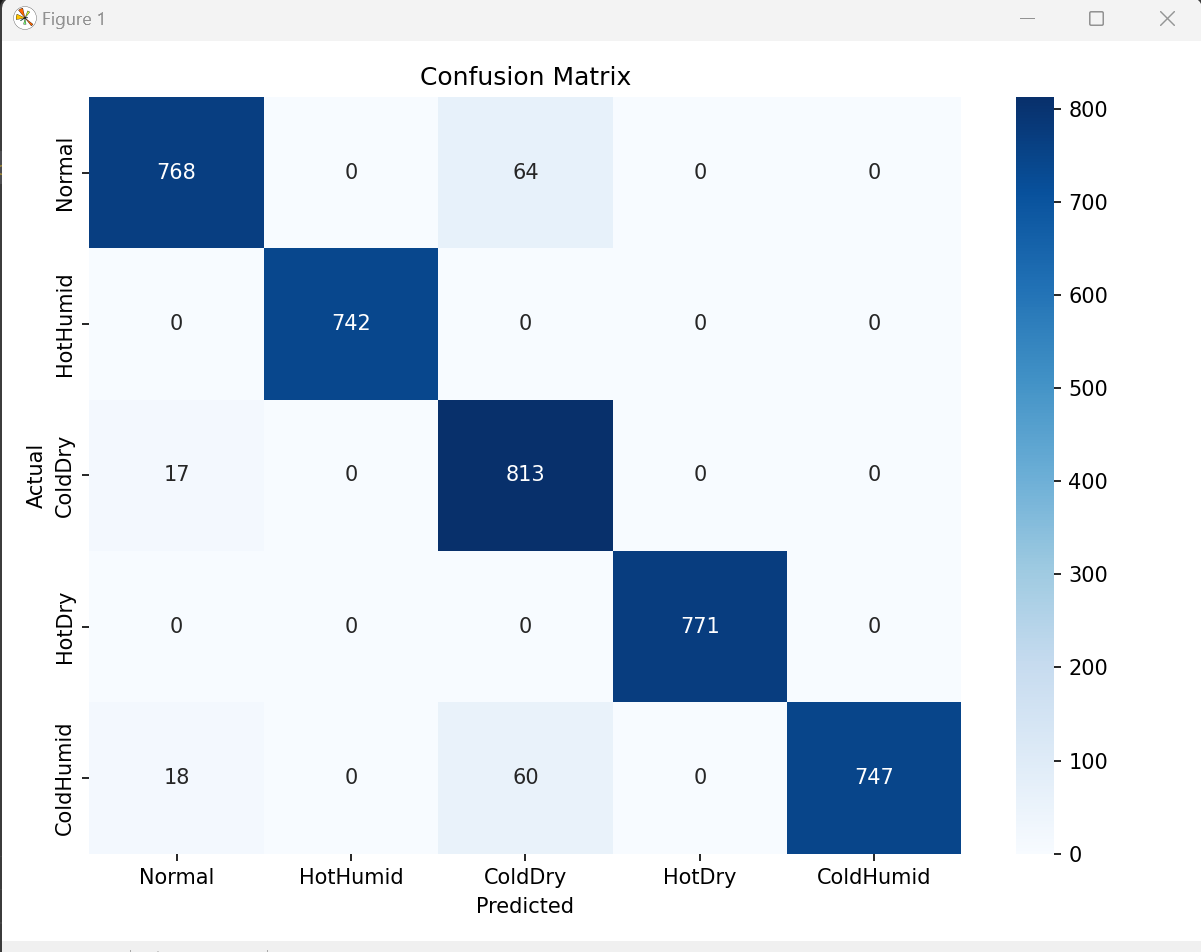 Figure 1
Confusion Matrix
Normal 768 0 64 0 0
HotHumid 0 742 0 0 0
Actual
ColdDry 17 0 813 0 0
HotDry 0 0 0 771 0
ColdHumid 18 0 60 0 747
Normal HotHumid ColdDry HotDry ColdHumid
Predicted
800
700
600
500
400
300
200
100
0